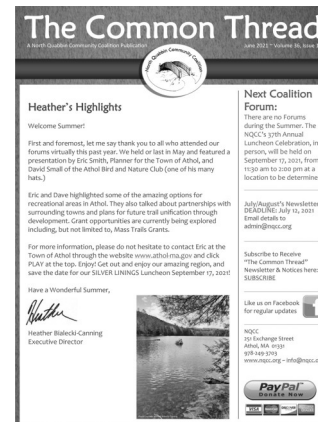 The Common Thread
A North Quabbin Community Coalition Publication
June 2021 ~ Volume 36, Issue
North Quabbin Community Coalition
Heather's Highlights
Welcome Summer!
First and foremost, let me say thank you to all who attended our
forums virtually this past year. We held or last in May and featured a
presentation by Eric Smith, Planner for the Town of Athol, and
David Small of the Athol Bird and Nature Club (one of his many
hats.)
Eric and Dave highlighted some of the amazing options for
recreational areas in Athol. They also talked about partnerships with
surrounding towns and plans for future trail unification through
development. Grant opportunities are currently being explored
including, but not limited to, Mass Trails Grants.
For more information, please do not hesitate to contact Eric at the
Town of Athol through the website www.athol-ma.gov and click
PLAY at the top. Enjoy! Get out and enjoy our amazing region, and
save the date for our SILVER LININGS Luncheon September 17, 2021!
Have a Wonderful Summer,
Heather
Heather Bialecki-Canning
Executive Director
Next Coalition
Forum:
There are no Forums
during the Summer. The
NQCC's 37th Annual
Luncheon Celebration, in
person, will be held on
September 17, 2021, from
11:30 am to 2:00 pm at a
location to be determine
July/August's Newsletter
DEADLINE: July 12, 2021
Email details to
admin@nqcc.org
Subscribe to Receive
"The Common Thread"
Newsletter & Notices here:
SUBSCRIBE
Like us on Facebook
for regular updates
NQCC
251 Exchange Street
Athol, MA 01331
978-249-3703
www.nqcc.org ~ info@nqcc.o
PayPal
Donate Now
VISA